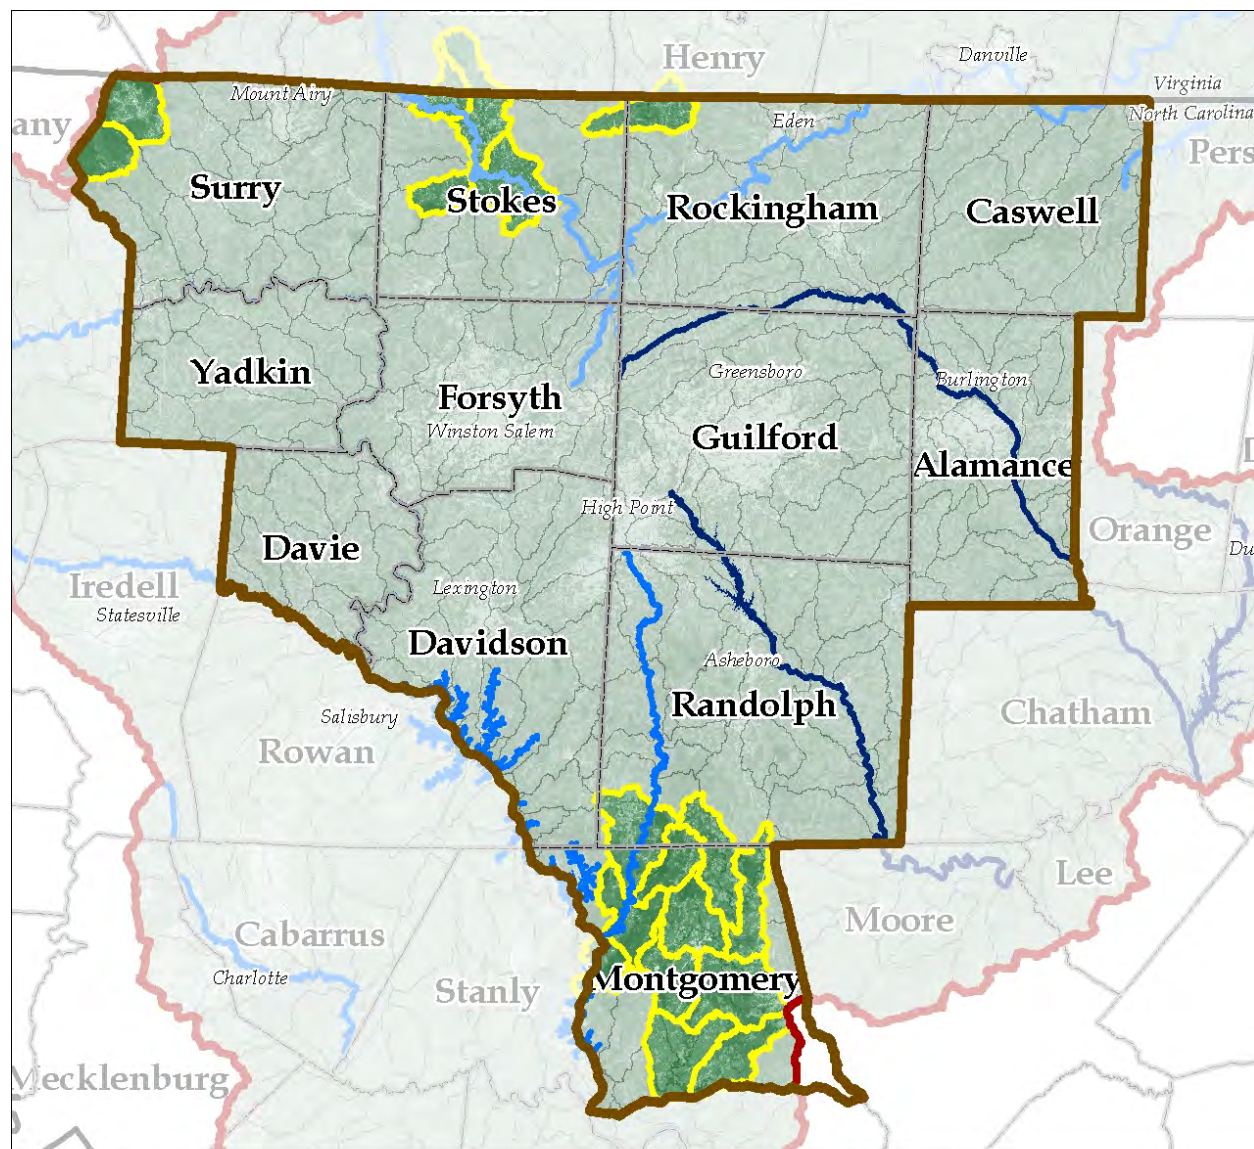 Henry
Danville
Virginia
Mount Airy
North Carolina
any
Eden
Pers
Surry
Stokes
Rockingham
Caswell
Yadkin
Greensboro
Burlington
Forsyth
Winston Salem
Guilford
Alamance
High Point
Orange
Davie
Du
Iredell
Lexington
Statesville
Davidson
Asheboro
Randolph
Salisbury
Chatham
Rowan
Lee
Moore
Cabarrus
Charlotte
Stanly
Montgomery
Mecklenburg